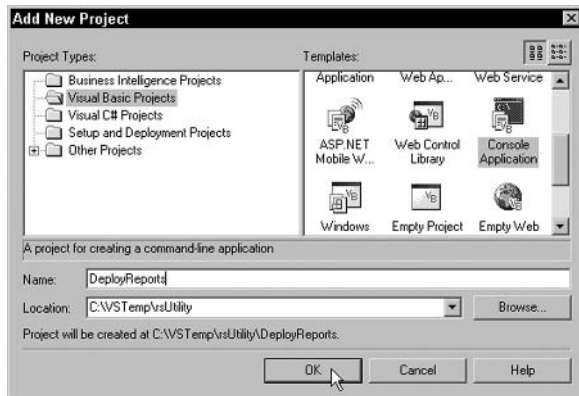 Add New Project
Project Types:
Templates:
Business Intelligence Projects
Visual Basic Projects
Visual C# Projects
Setup and Deployment Projects
Other Projects
Application
Web Ap...
Web Service
ASP.NET
Mobile W...
Web Control
Library
Console
Application
Windows
Empty Project
Empty Web
A project for creating a command-line application
Name:
DeployReports
Location:
C:\VSTemp\rsUtility
Browse...
Project will be created at C:\VSTemp\rsUtility\DeployReports.
OK
Cancel
Help